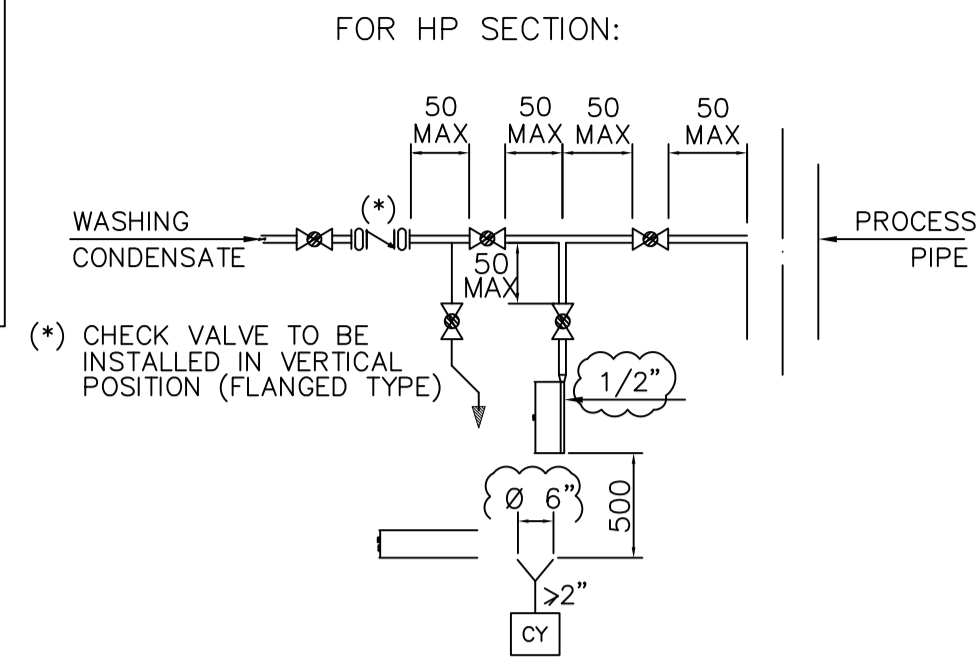 FOR HP SECTION:
50
MAX
50
MAX
50
MAX
50
MAX
WASHING
CONDENSATE
(*)
PROCESS
PIPE
50
MAX
(*) CHECK VALVE TO BE
INSTALLED IN VERTICAL
POSITION (FLANGED TYPE)
1/2"
Ø 6"
500
>2"
CY